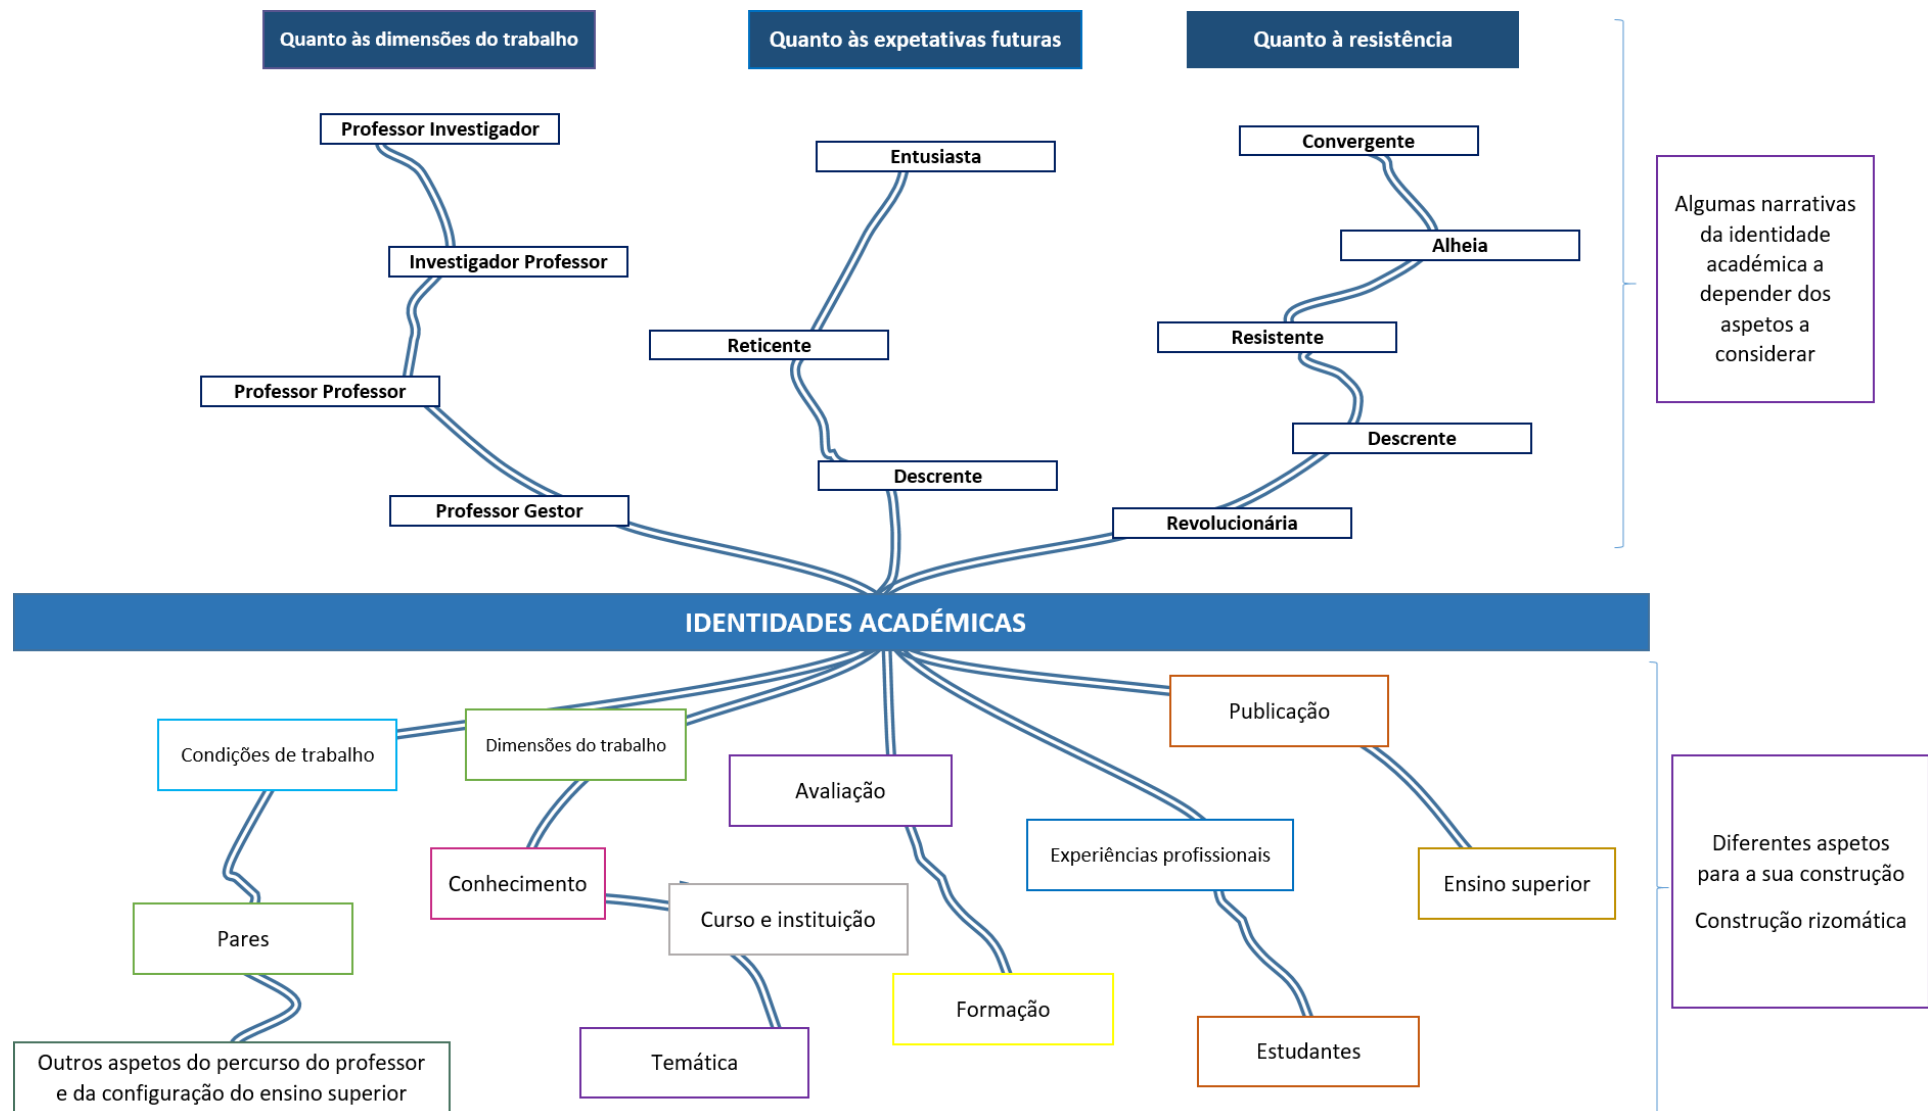 Quanto às dimensões do trabalho
Quanto às expetativas futuras
Quanto à resistência
Professor Investigador
Investigador Professor
Professor Professor
Professor Gestor
Entusiasta
Reticente
Descrente
Convergente
Alheia
Resistente
Descrente
Revolucionária
Algumas narrativas
da identidade
académica a
depender dos
aspetos a
considerar
IDENTIDADES ACADÉMICAS
Condições de trabalho
Pares
Outros aspetos do percurso do professor
e da configuração do ensino superior
Dimensões do trabalho
Conhecimento
Curso e instituição
Temática
Avaliação
Formação
Experiências profissionais
Estudantes
Publicação
Ensino superior
Diferentes aspetos
para a sua construção
Construção rizomática